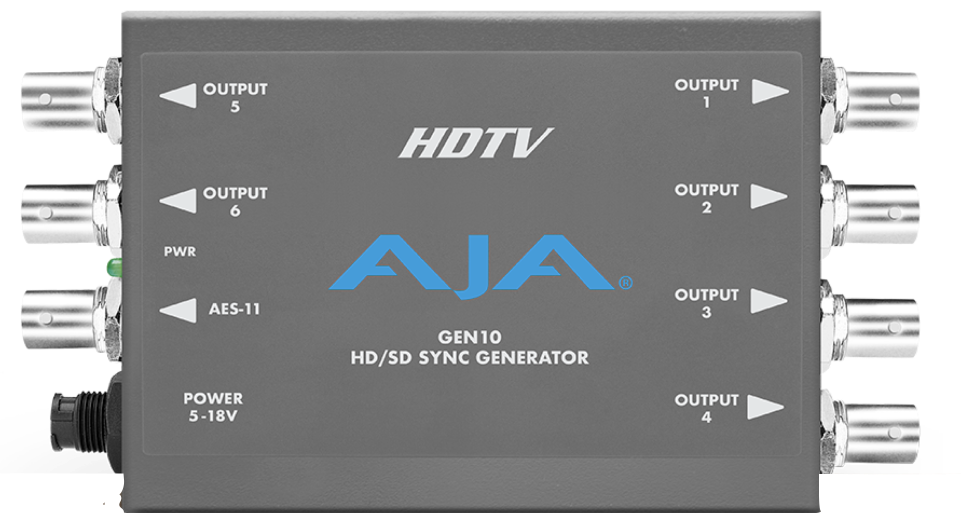 OUTPUT
5
OUTPUT
1
HDTV
OUTPUT
6
OUTPUT
2
PWR
AJA®
AES-11
OUTPUT
3
GEN10
HD/SD SYNC GENERATOR
POWER
5-18V
OUTPUT
4